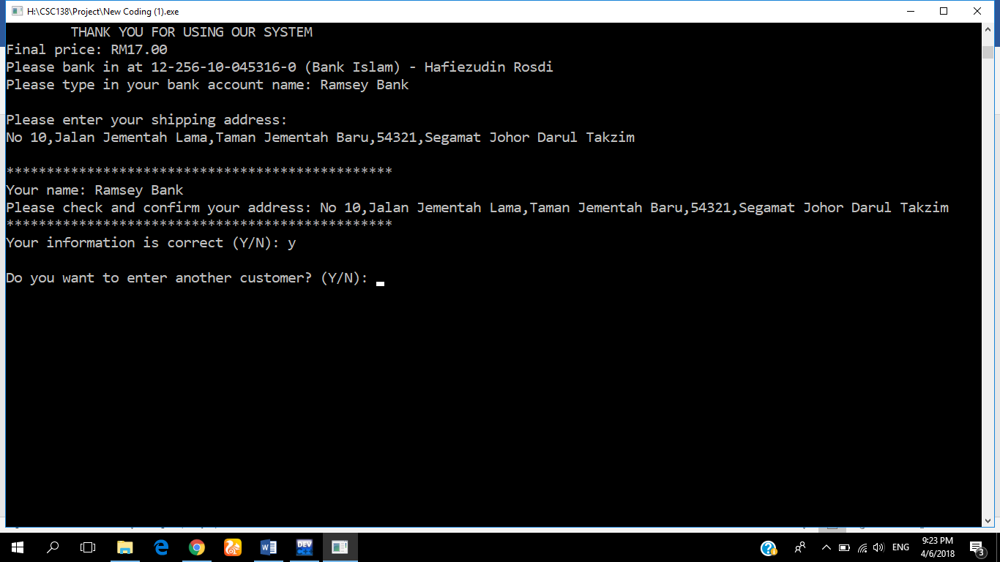 H:\CSC138\Project\New Coding (1).exe
THANK YOU FOR USING OUR SYSTEM
Final price: RM17.00
Please bank in at 12-256-10-045316-0 (Bank Islam) - Hafiezudin Rosdi
Please type in your bank account name: Ramsey Bank
Please enter your shipping address:
No 10,Jalan Jementah Lama,Taman Jementah Baru,54321,Segamat Johor Darul Takzim
************************************************
Your name: Ramsey Bank
Please check and confirm your address: No 10,Jalan Jementah Lama,Taman Jementah Baru,54321,Segamat Johor Darul Takzim
************************************************
Your information is correct (Y/N): y
Do you want to enter another customer? (Y/N):
DEV
ENG
9:23 PM
4/6/2018
3